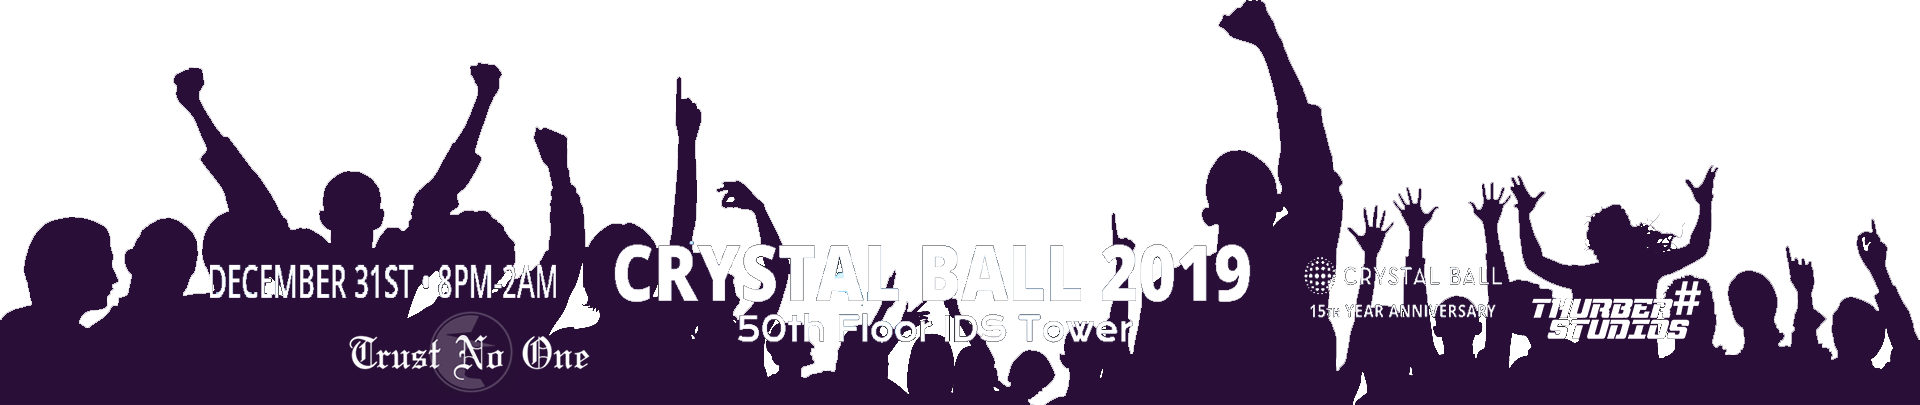 DECEMBER 31ST • 8PM-2AM
Trust No One
CRYSTAL BALL 2019
50th Floor IDS Tower
CRYSTAL BALL
15TH YEAR ANNIVERSARY
THURBER#
STUDIOS